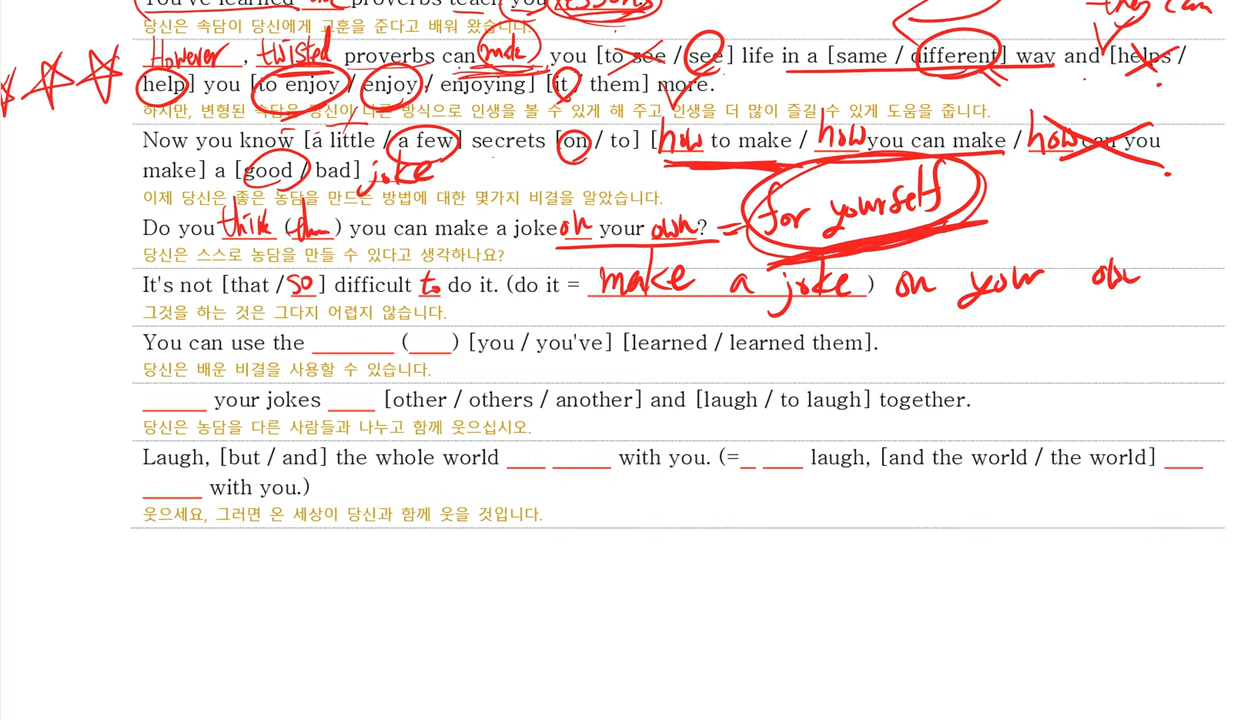 You've learned that proverbs teach you lessons.
당신은 속담이 당신에게 교훈을 준다고 배워 왔습니다.
they can
However, twisted proverbs can make you [to see / see] life in a [same / different] way and [helps /
help] you [to enjoy / enjoy / enjoying] [it / them] more.
하지만, 변형된 속담은 당신이 다른 방식으로 인생을 볼 수 있게 해 주고 인생을 더 많이 즐길 수 있게 도움을 줍니다.
Now you know [a little / a few] secrets [on / to] [how to make / how you can make / how can you
make] a [good / bad] joke
이제 당신은 좋은 농담을 만드는 방법에 대한 몇가지 비결을 알았습니다.
Do you think (that) you can make a joke on your own? = for yourself
당신은 스스로 농담을 만들 수 있다고 생각하나요?
It's not [that / so] difficult to do it. (do it = make a joke) on your own
그것을 하는 것은 그다지 어렵지 않습니다.
You can use the ______ (____) [you / you've] [learned / learned them].
당신은 배운 비결을 사용할 수 있습니다.
_____ your jokes ____ [other / others / another] and [laugh / to laugh] together.
당신은 농담을 다른 사람들과 나누고 함께 웃으십시오.
Laugh, [but / and] the whole world ___ _____ with you. (=_ ___ laugh, [and the world / the world] ___
_____ with you.)
웃으세요, 그러면 온 세상이 당신과 함께 웃을 것입니다.